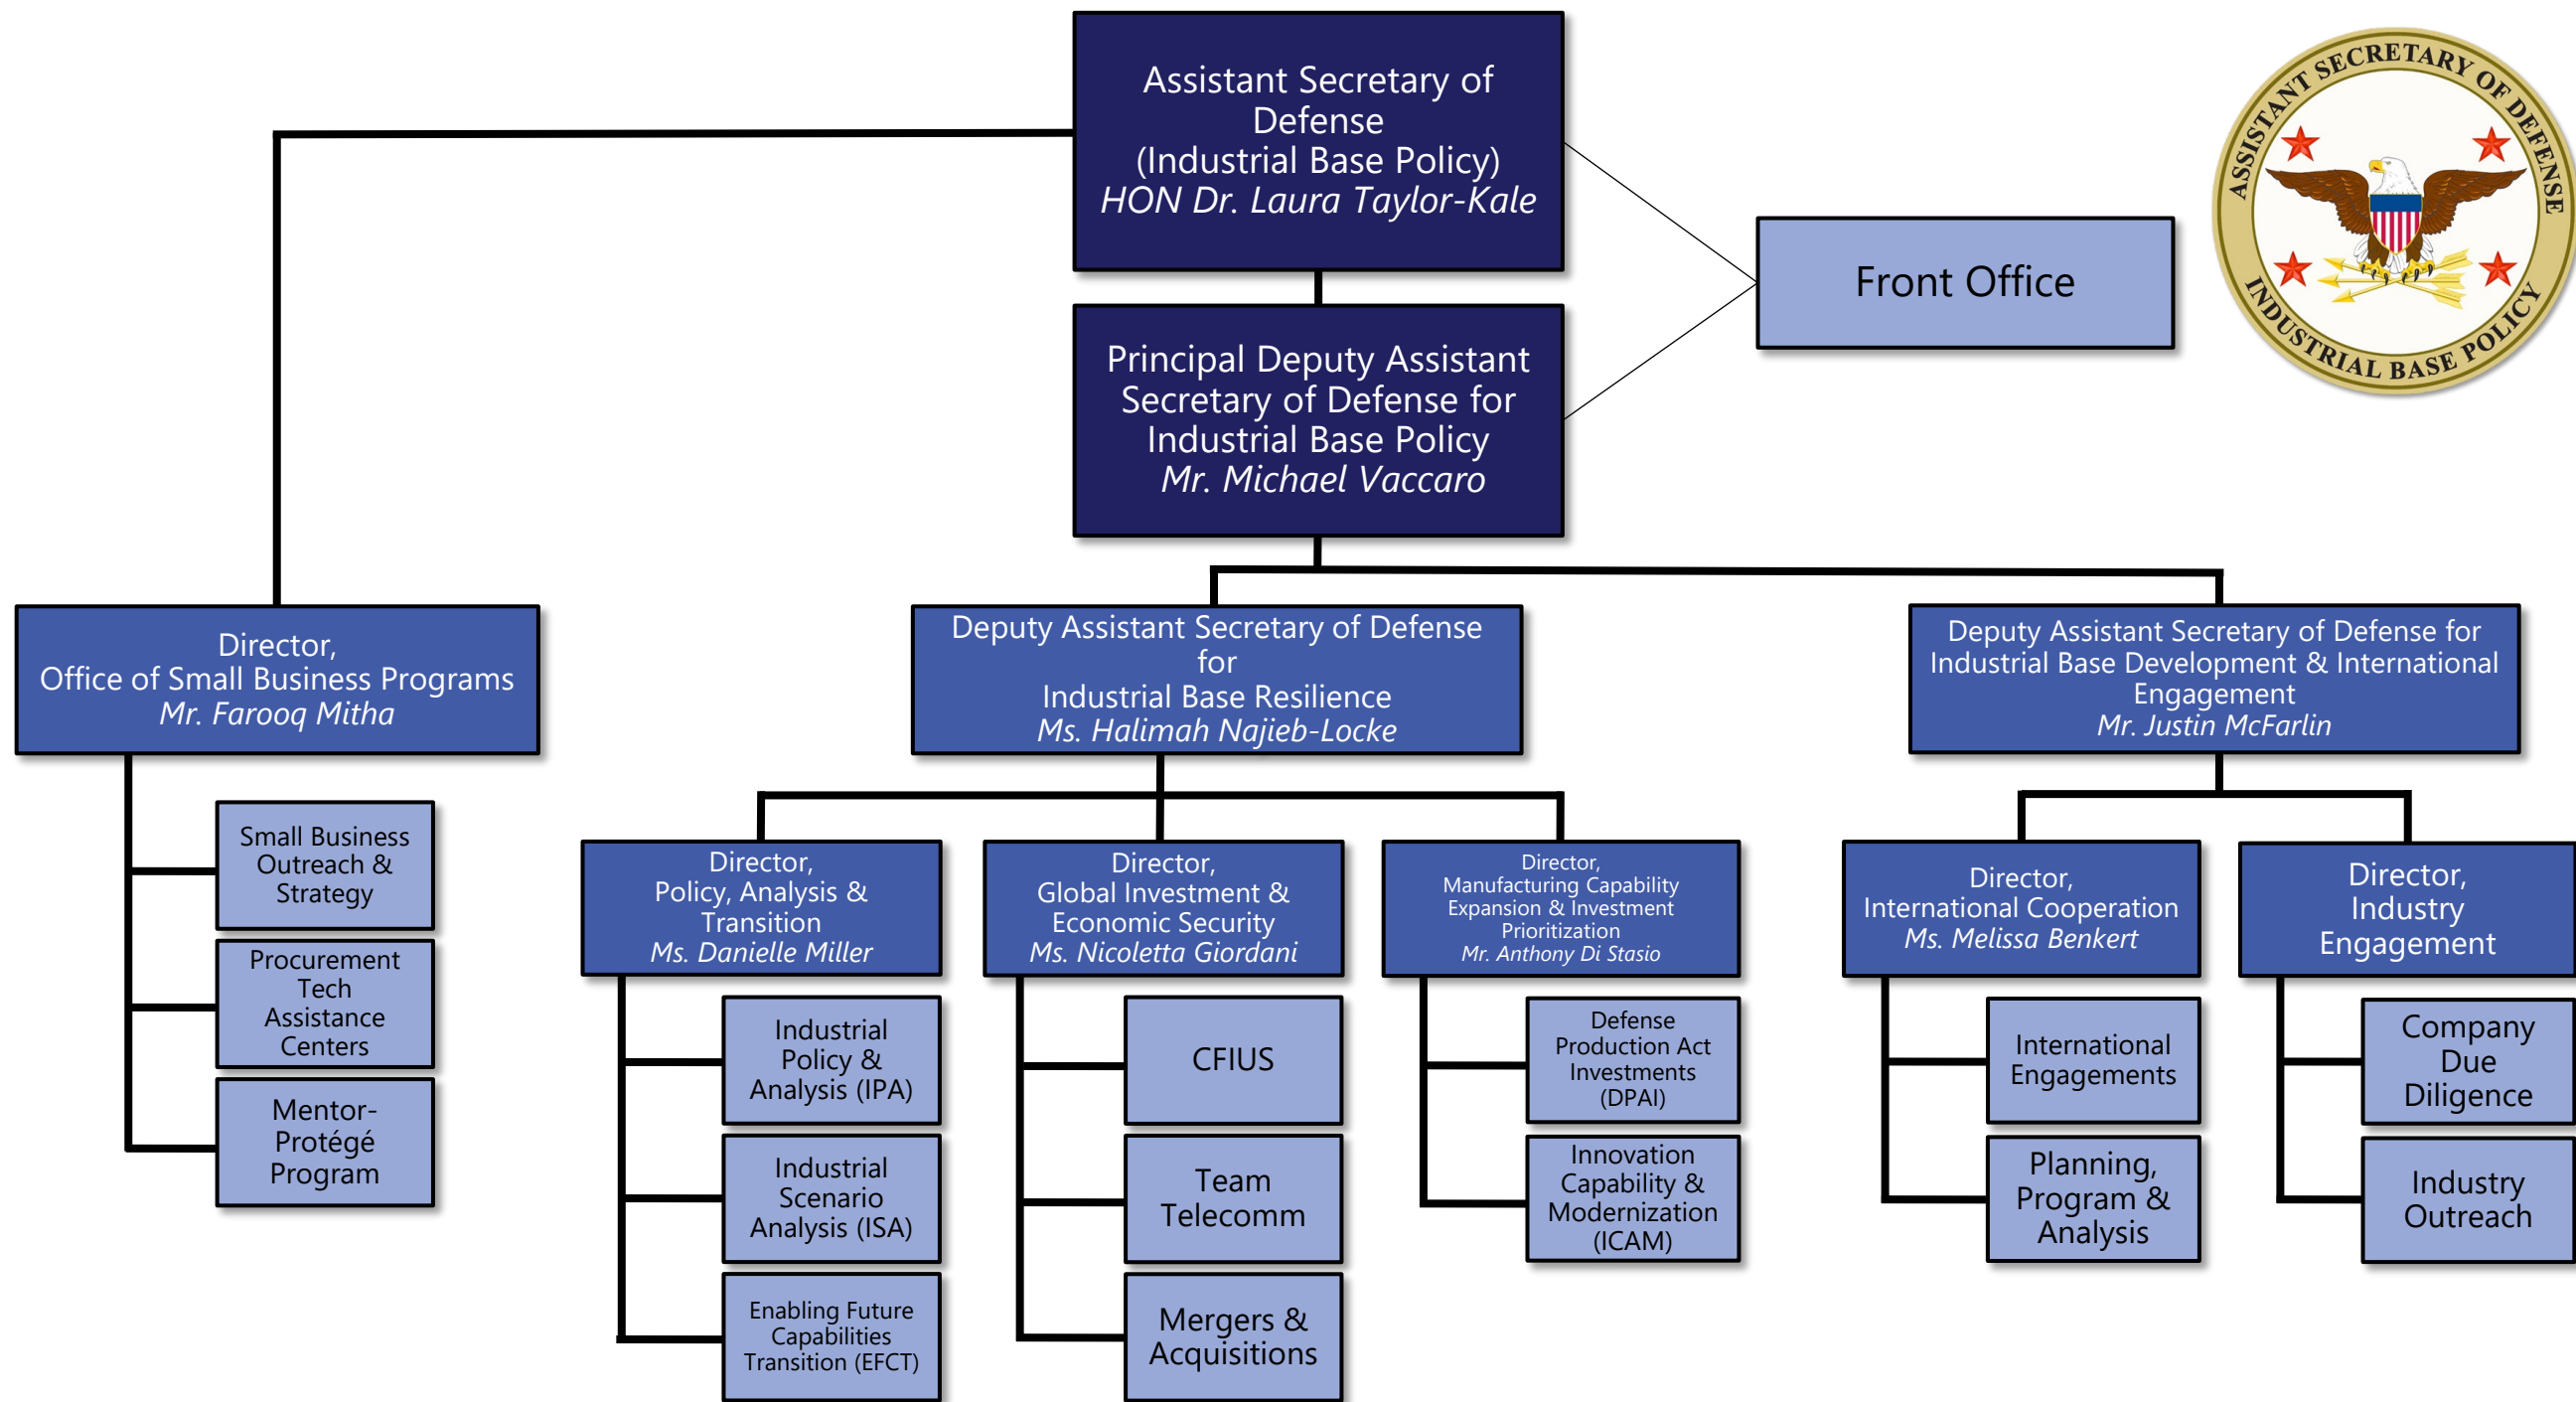 Assistant Secretary of
Defense
(Industrial Base Policy)
HON Dr. Laura Taylor-Kale
ASSISTANT SECRETARY OF DEFENSE
INDUSTRIAL BASE POLICY
Front Office
Principal Deputy Assistant
Secretary of Defense for
Industrial Base Policy
Mr. Michael Vaccaro
Director,
Office of Small Business Programs
Mr. Farooq Mitha
Deputy Assistant Secretary of Defense
for
Industrial Base Resilience
Ms. Halimah Najieb-Locke
Deputy Assistant Secretary of Defense for
Industrial Base Development & International
Engagement
Mr. Justin McFarlin
Small Business
Outreach &
Strategy
Procurement
Tech
Assistance
Centers
Mentor-
Protégé
Program
Director,
Policy, Analysis &
Transition
Ms. Danielle Miller
Industrial
Policy &
Analysis (IPA)
Industrial
Scenario
Analysis (ISA)
Enabling Future
Capabilities
Transition (EFCT)
Director,
Global Investment &
Economic Security
Ms. Nicoletta Giordani
CFIUS
Team
Telecomm
Mergers &
Acquisitions
Director,
Manufacturing Capability
Expansion & Investment
Prioritization
Mr. Anthony Di Stasio
Defense
Production Act
Investments
(DPAI)
Innovation
Capability &
Modernization
(ICAM)
Director,
International Cooperation
Ms. Melissa Benkert
International
Engagements
Planning,
Program &
Analysis
Director,
Industry
Engagement
Company
Due
Diligence
Industry
Outreach